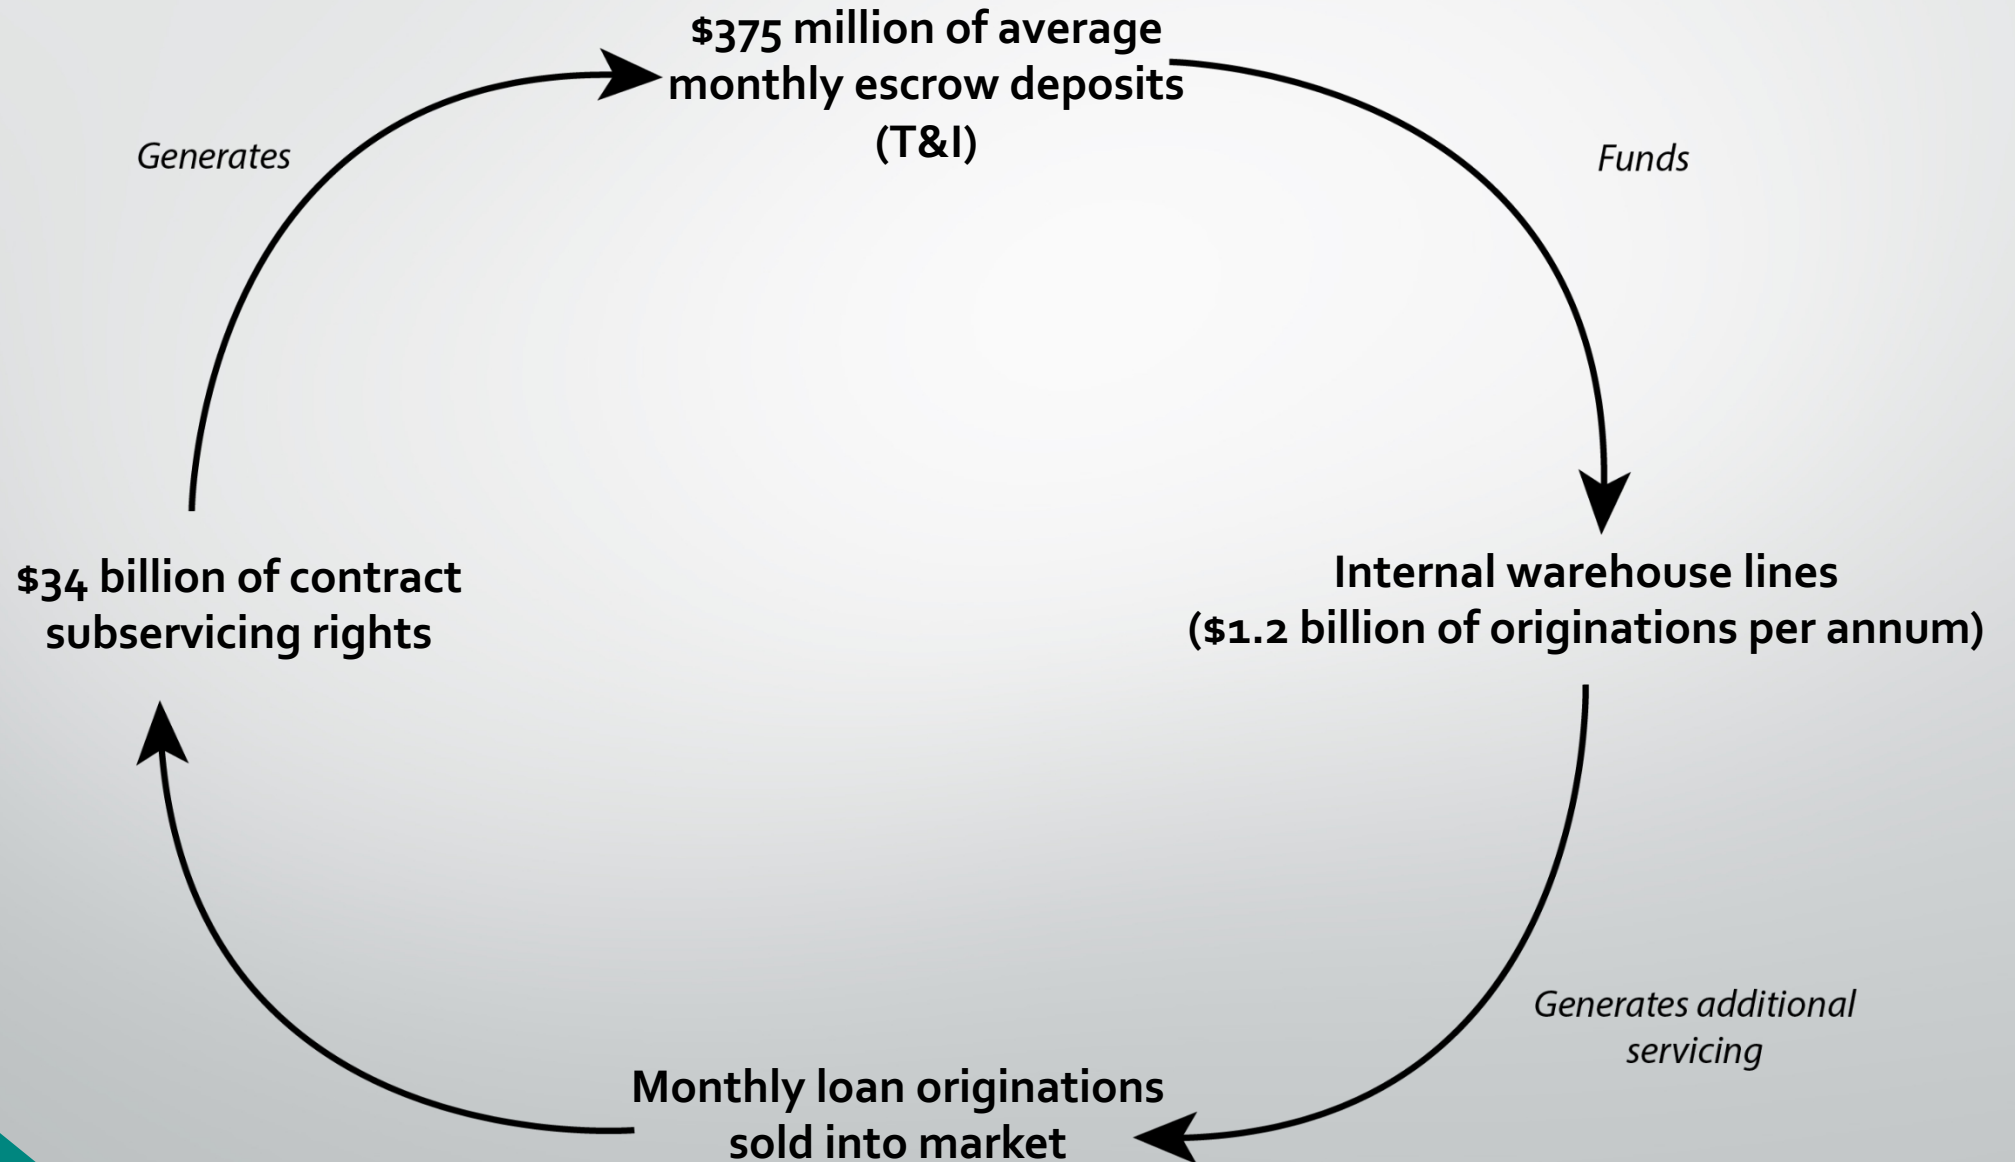 $375 million of average
monthly escrow deposits
(T&I)
Generates
Funds
$34 billion of contract
subservicing rights
Internal warehouse lines
($1.2 billion of originations per annum)
Generates additional
servicing
Monthly loan originations
sold into market